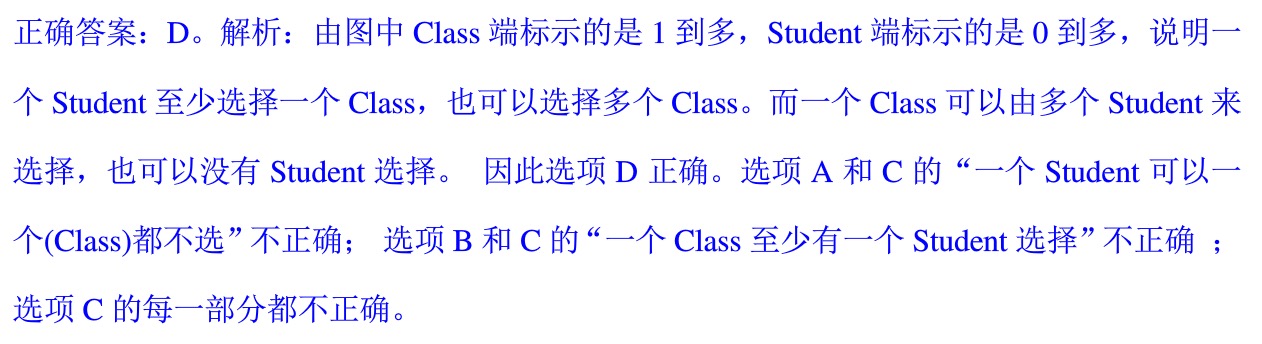 正确答案：D。解析：由图中 Class 端标示的是 1 到多，Student 端标示的是 0 到多，说明一
个 Student 至少选择一个 Class，也可以选择多个 Class。而一个 Class 可以由多个 Student 来
选择，也可以没有 Student 选择。 因此选项 D 正确。选项 A 和 C 的“一个 Student 可以一
个(Class)都不选”不正确； 选项 B 和 C 的“一个 Class 至少有一个 Student 选择”不正确 ；
选项 C 的每一部分都不正确。